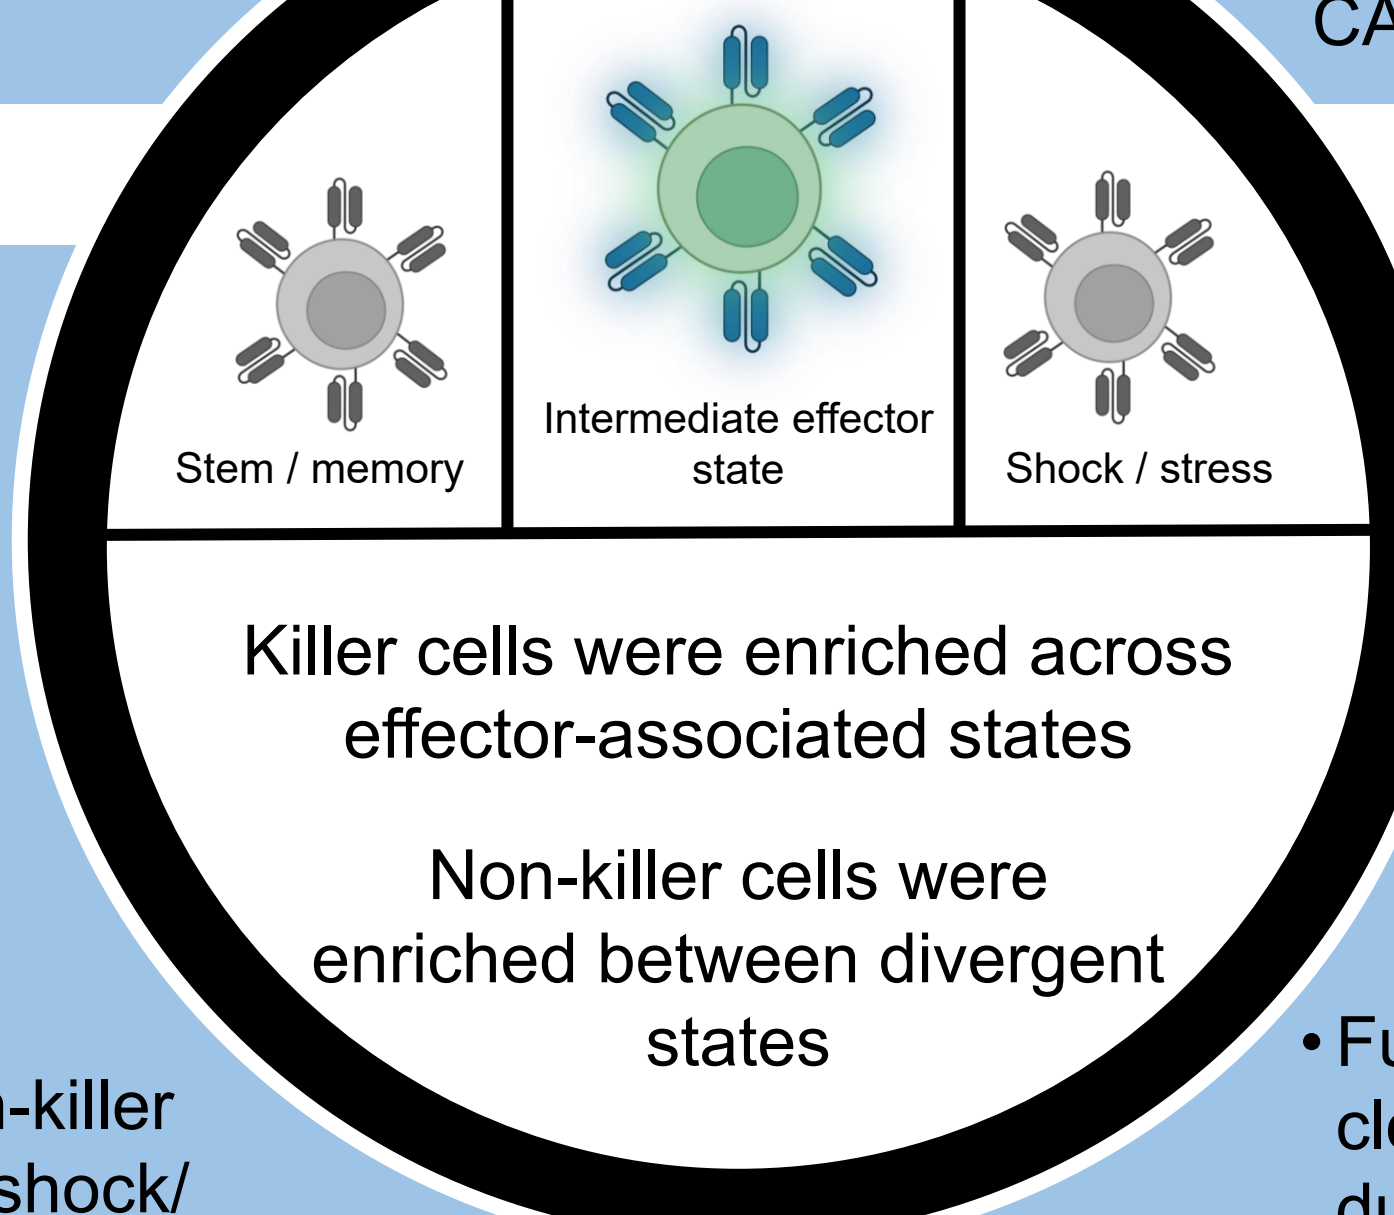 Stem / memory
Intermediate effector
state
Shock / stress
Killer cells were enriched across
effector-associated states
Non-killer cells were
enriched between divergent
states
-killer
shock/